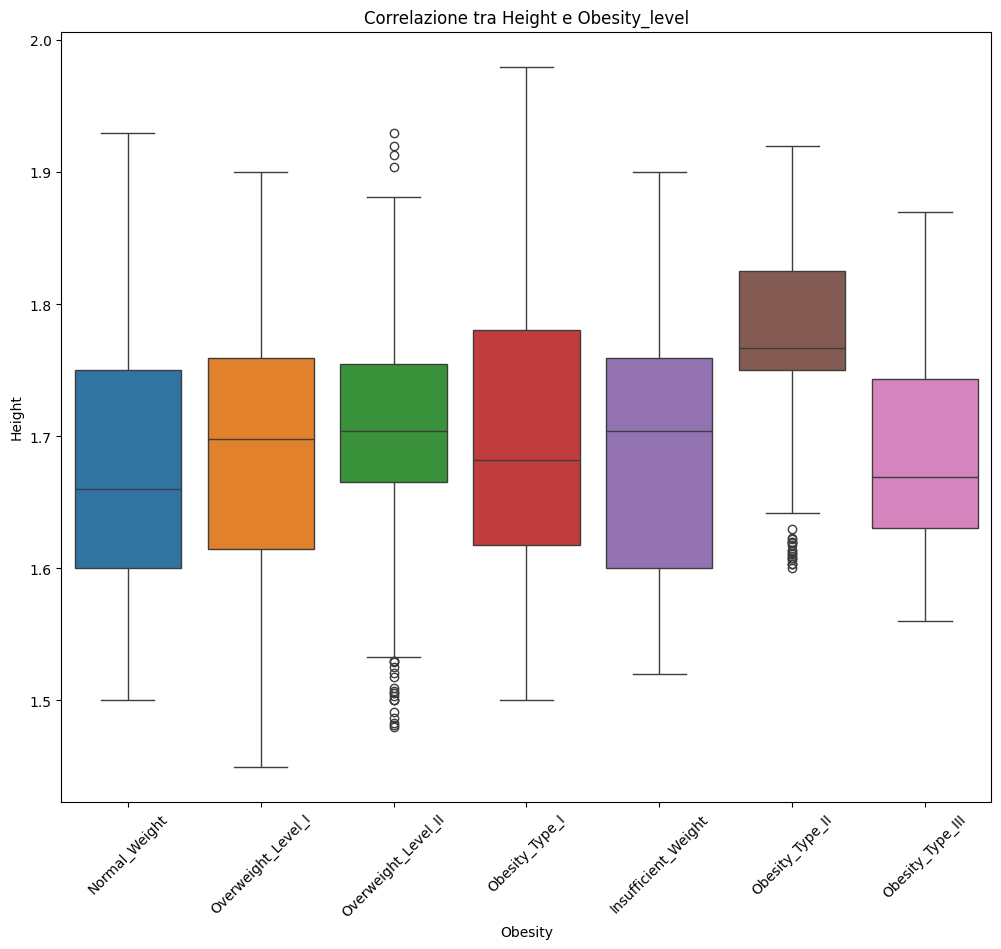 Correlazione tra Height e Obesity_level
2.0
1.9
1.8
1.7
1.6
1.5
Height
Normal_Weight
Overweight_Level_I
Overweight_Level_II
Obesity_Type_I
Insufficient_Weight
Obesity_Type_II
Obesity_Type_III
Obesity